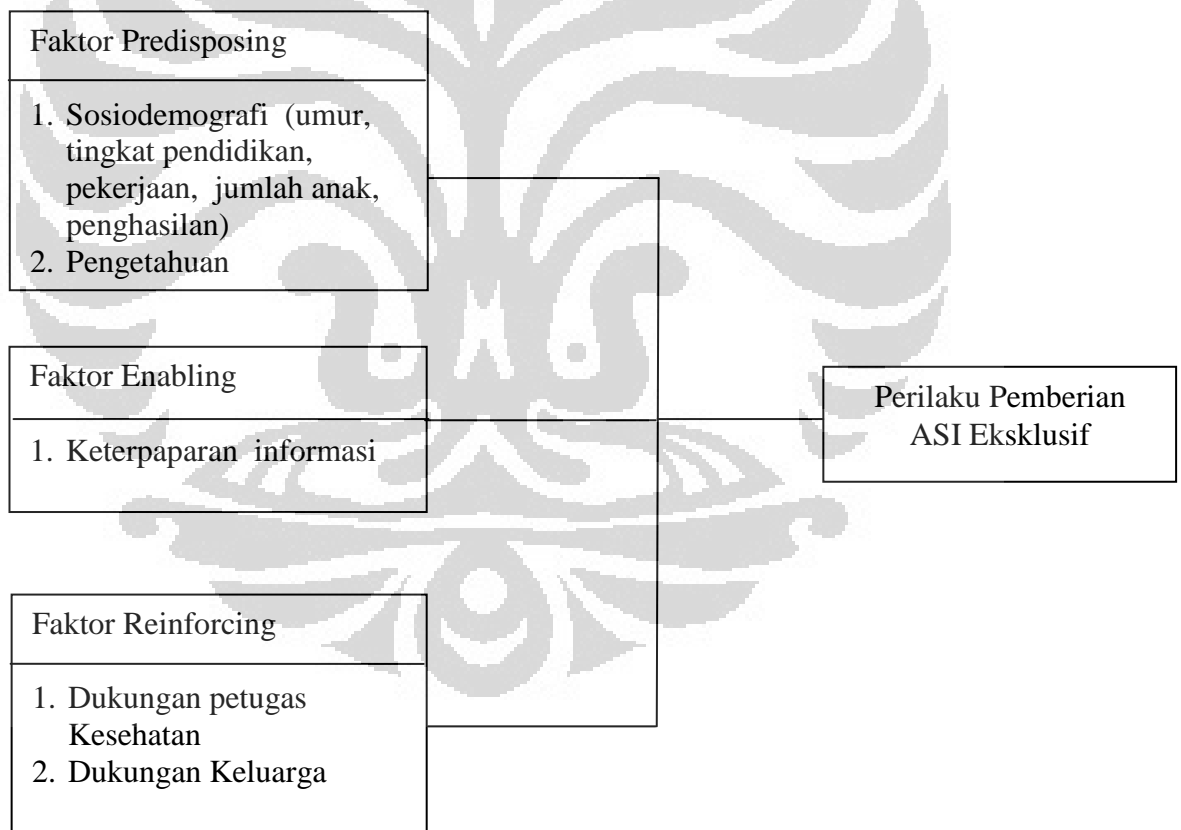 Faktor Predisposing
1. Sosiodemografi (umur,
tingkat pendidikan,
pekerjaan, jumlah anak,
penghasilan)
2. Pengetahuan
Faktor Enabling
1. Keterpaparan informasi
Faktor Reinforcing
1. Dukungan petugas
Kesehatan
2. Dukungan Keluarga
Perilaku Pemberian
ASI Eksklusif